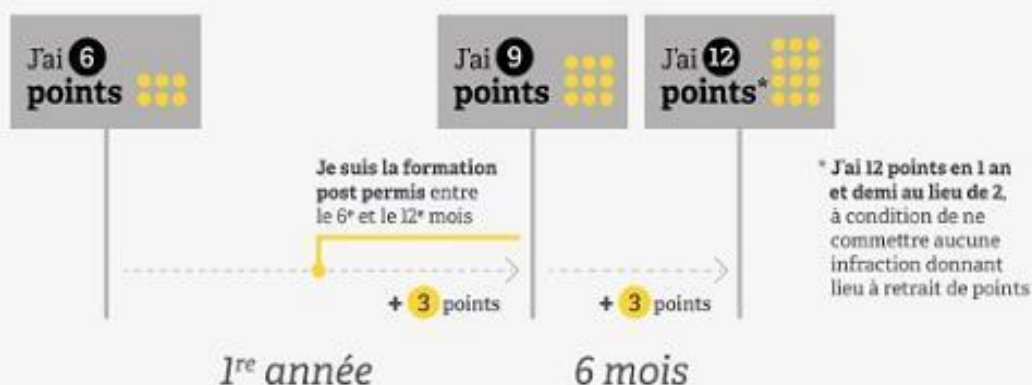 J'ai 6
points
J'ai 9
points
J'ai 12
points*
Je suis la formation
post permis entre
le 6e et le 12e mois
* J'ai 12 points en 1 an
et demi au lieu de 2,
à condition de ne
commettre aucune
infraction donnant
lieu à retrait de points
+ 3 points
+ 3 points
1re année
6 mois